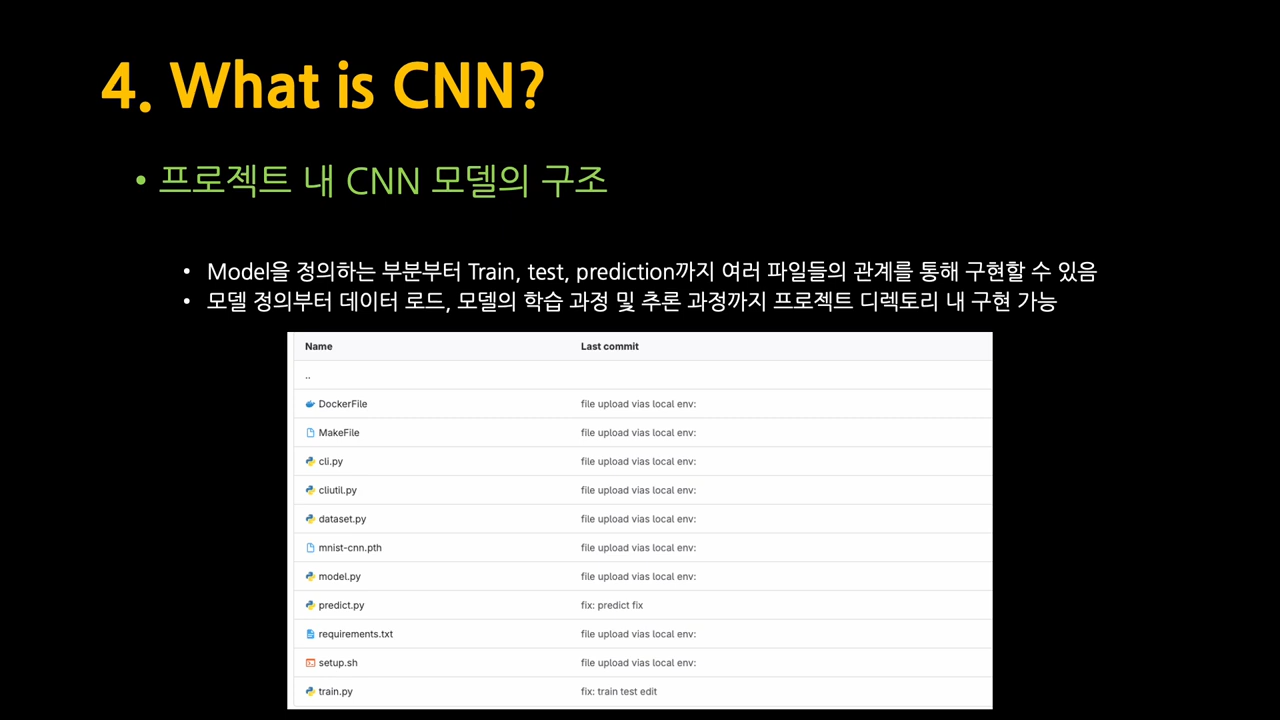 4. What is CNN?
• 프로젝트 내 CNN 모델의 구조
• Model을 정의하는 부분부터 Train, test, prediction까지 여러 파일들의 관계를 통해 구현할 수 있음
• 모델 정의부터 데이터 로드, 모델의 학습 과정 및 추론 과정까지 프로젝트 디렉토리 내 구현 가능
Name Last commit
..
DockerFile file upload vias local env:
MakeFile file upload vias local env:
cli.py file upload vias local env:
cliutil.py file upload vias local env:
dataset.py file upload vias local env:
mnist-cnn.pth file upload vias local env:
model.py file upload vias local env:
predict.py fix: predict fix
requirements.txt file upload vias local env:
setup.sh file upload vias local env:
train.py fix: train test edit